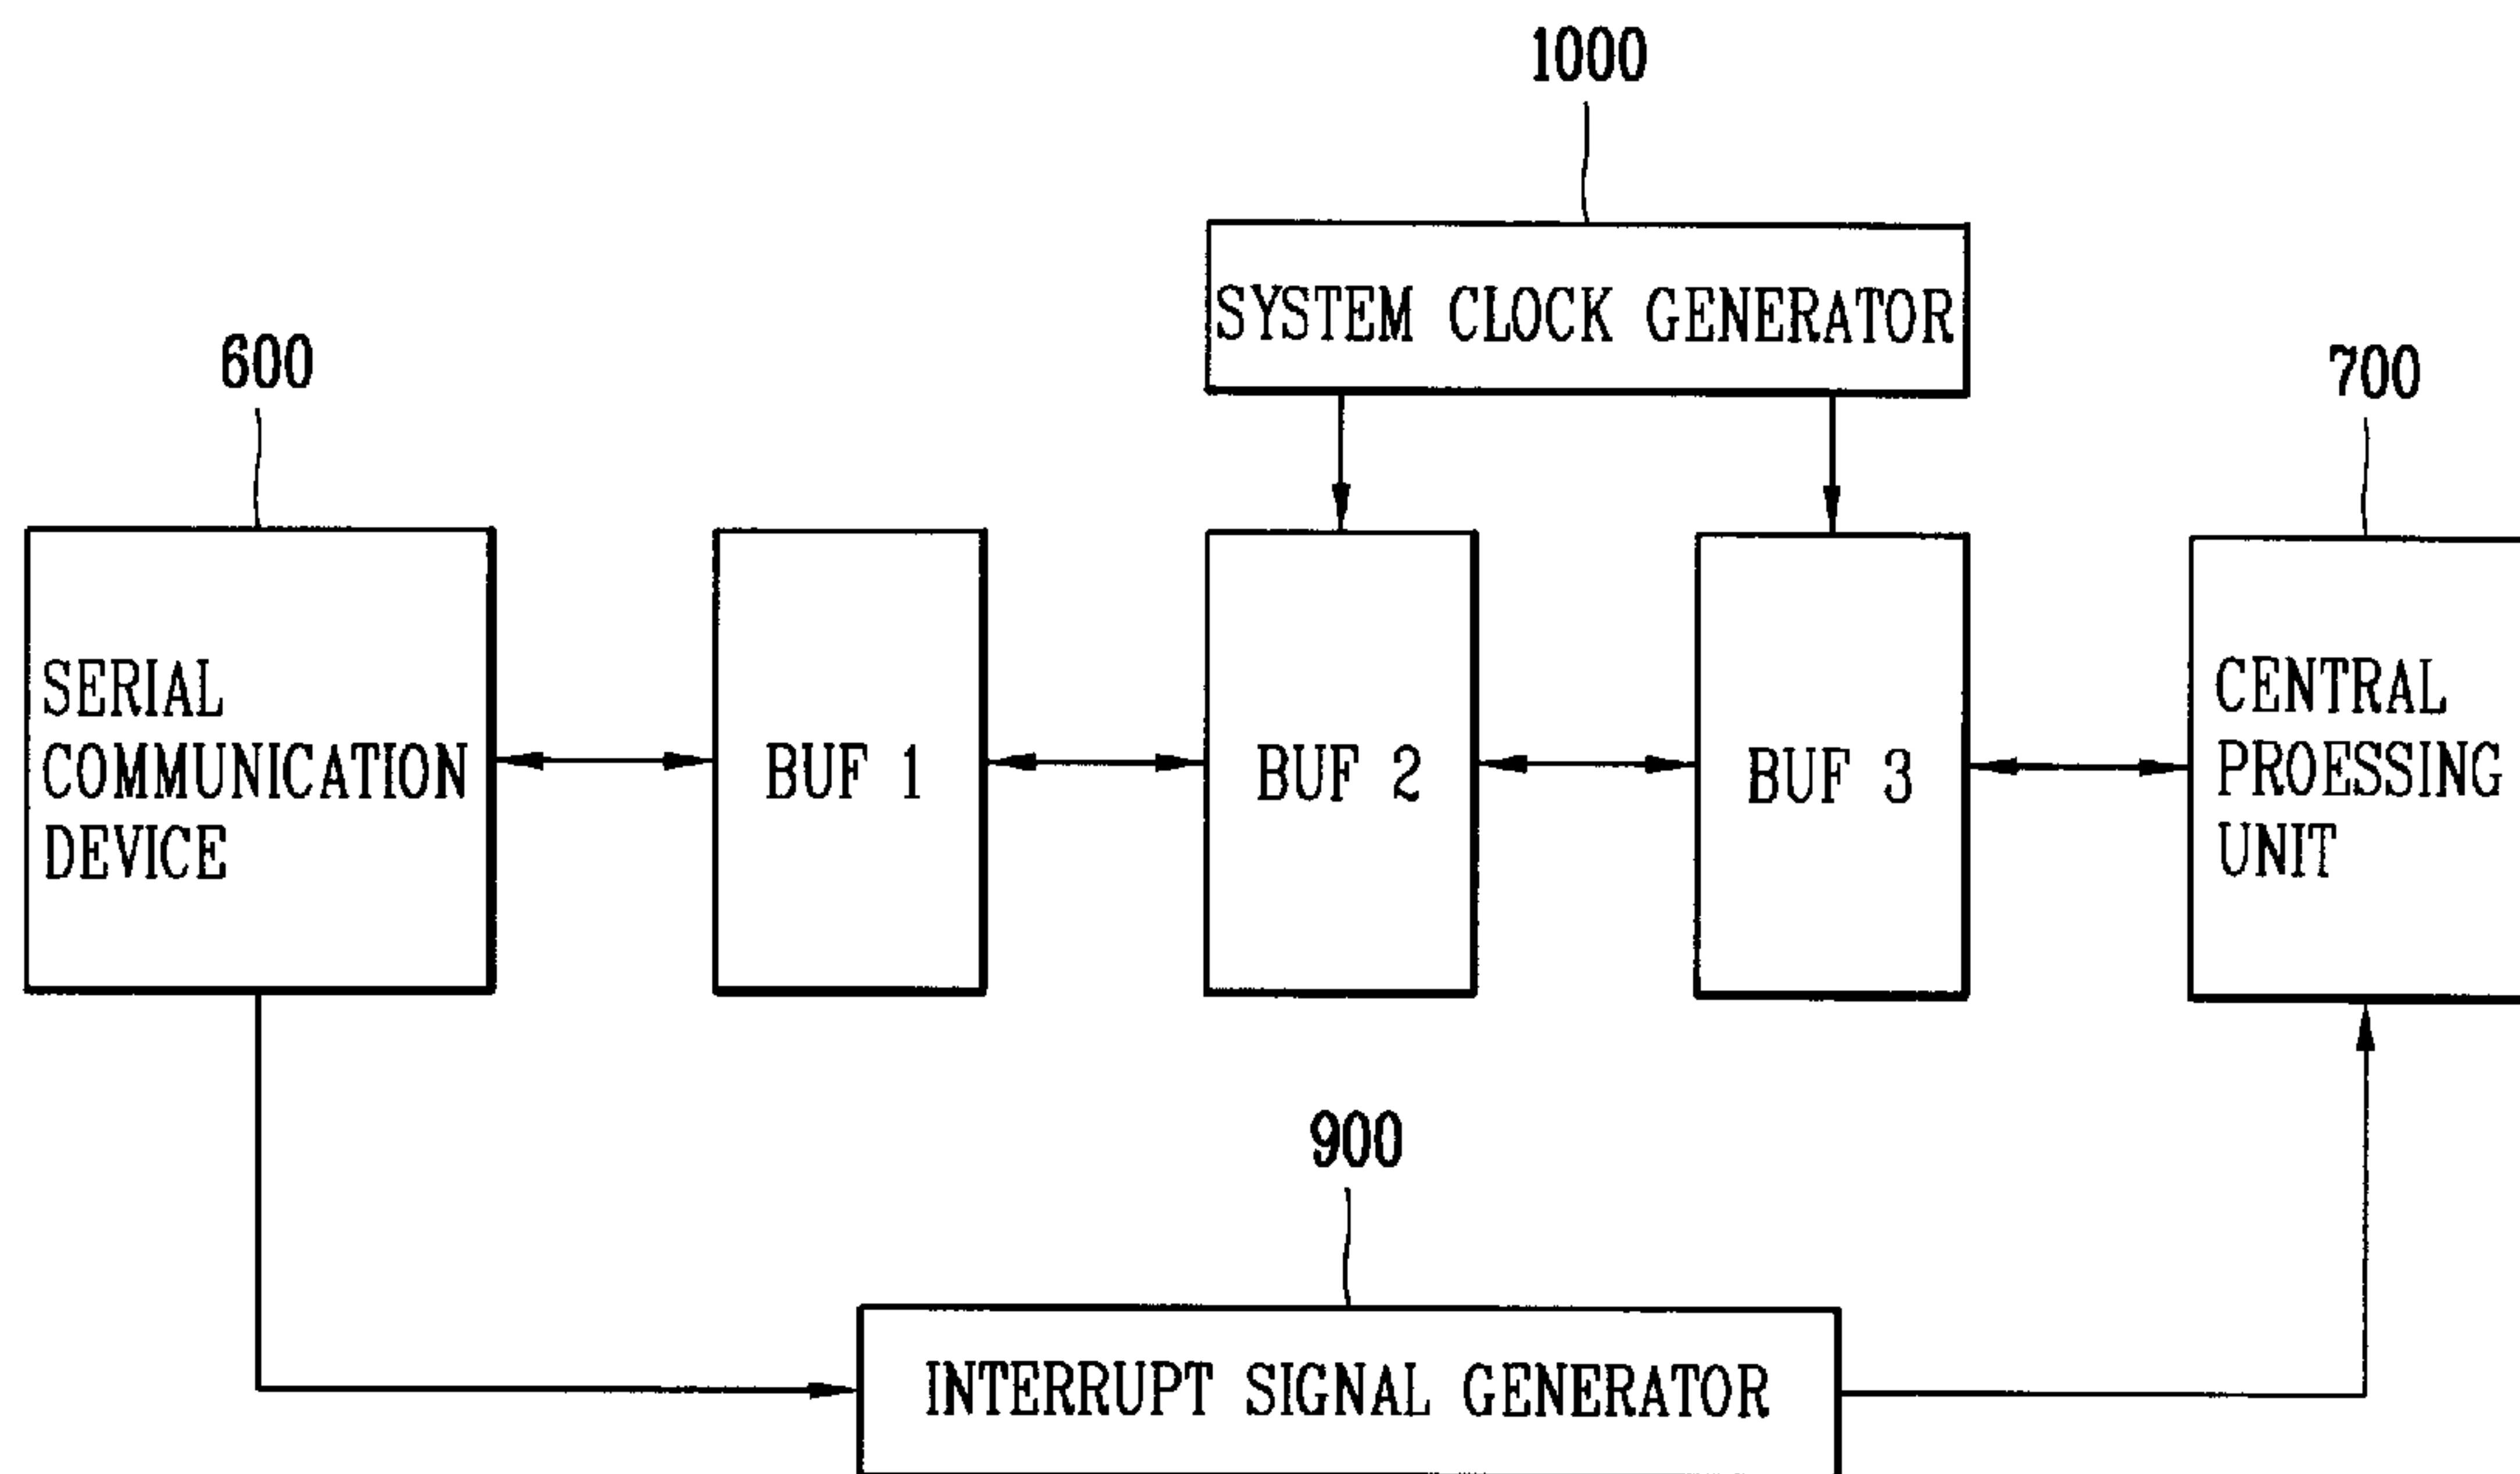 1000
SYSTEM CLOCK GENERATOR
600
700
SERIAL
COMMUNICATION
DEVICE
BUF 1
BUF 2
BUF 3
CENTRAL
PROESSING
UNIT
900
INTERRUPT SIGNAL GENERATOR